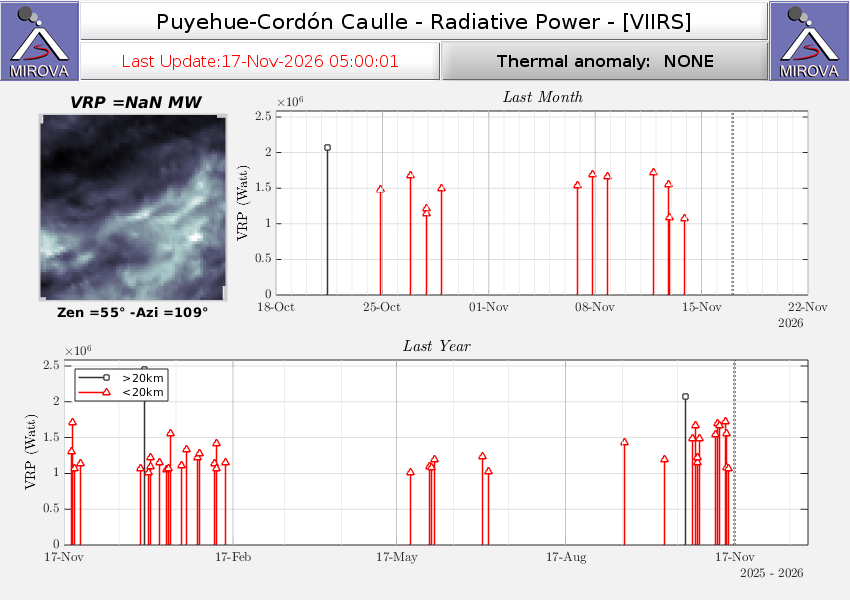 Puyehue-Cordón Caulle - Radiative Power - [VIIRS]
MIROVA
Last Update:17-Nov-2026 05:00:01
Thermal anomaly: NONE
MIROVA
VRP =NaN MW
Zen =55° -Azi =109°
Last Month
×10⁶
VRP (Watt)
2.5
2
1.5
1
0.5
0
18-Oct 25-Oct 01-Nov 08-Nov 15-Nov 22-Nov
2026
Last Year
×10⁶
VRP (Watt)
2.5
2
1.5
1
0.5
0
>20km
<20km
17-Nov 17-Feb 17-May 17-Aug 17-Nov
2025 - 2026